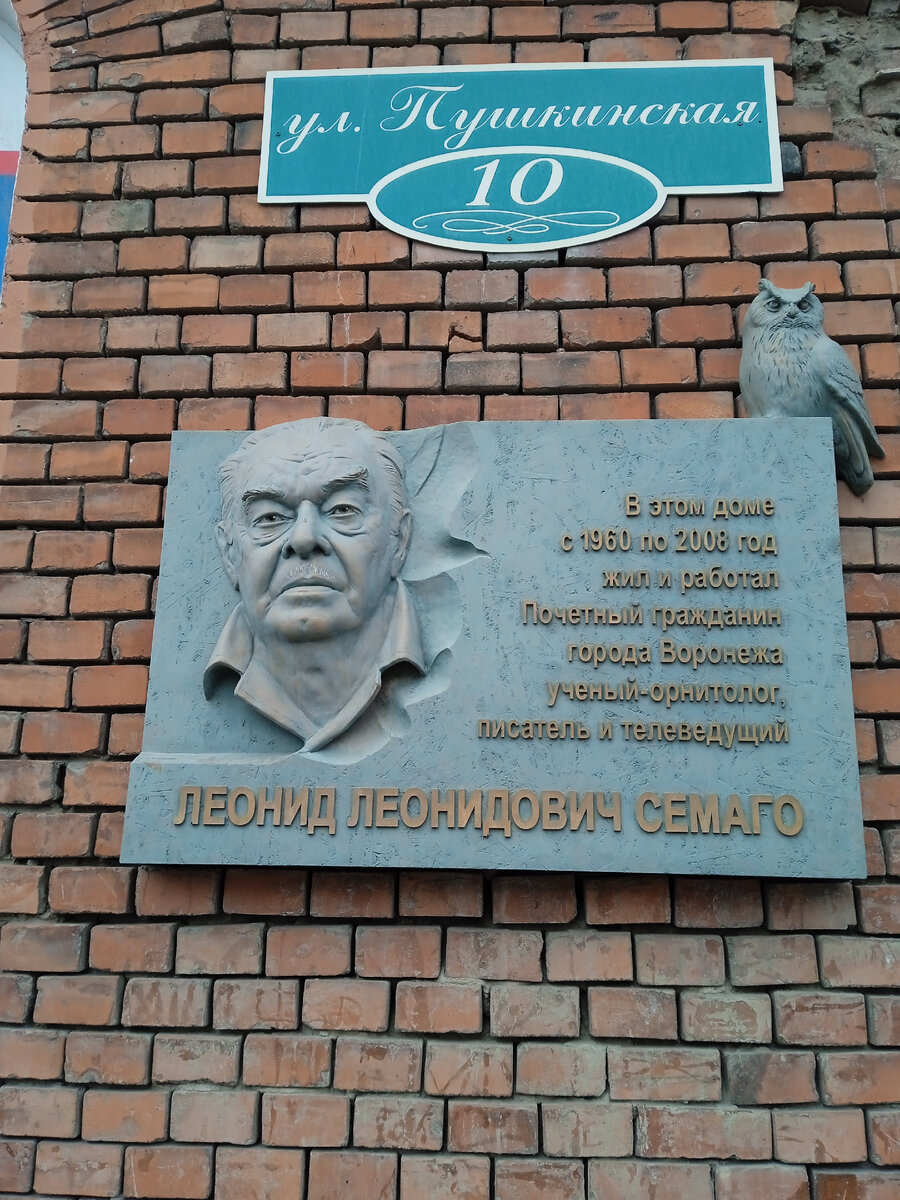 ул. Пушкинская
10
В этом доме
с 1960 по 2008 год
жил и работал
Почетный гражданин
города Воронежа
ученый-орнитолог,
писатель и телеведущий
ЛЕОНИД ЛЕОНИДОВИЧ СЕМАГО